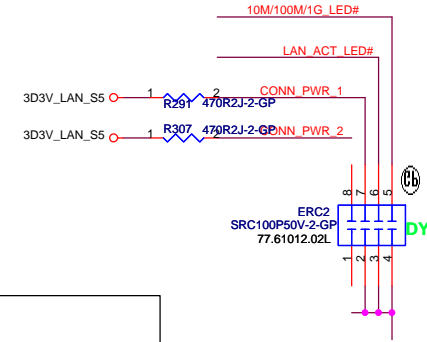 10M/100M/1G_LED#
LAN_ACT_LED#
3D3V_LAN_S5 1 2 CONN_PWR_1
R291 470R2J-2-GP
3D3V_LAN_S5 1 R307 470R2J-2-GP 2 CONN_PWR_2
8 7 6 5
ERC2
SRC100P50V-2-GP
77.61012.02L
DY
1 2 3 4